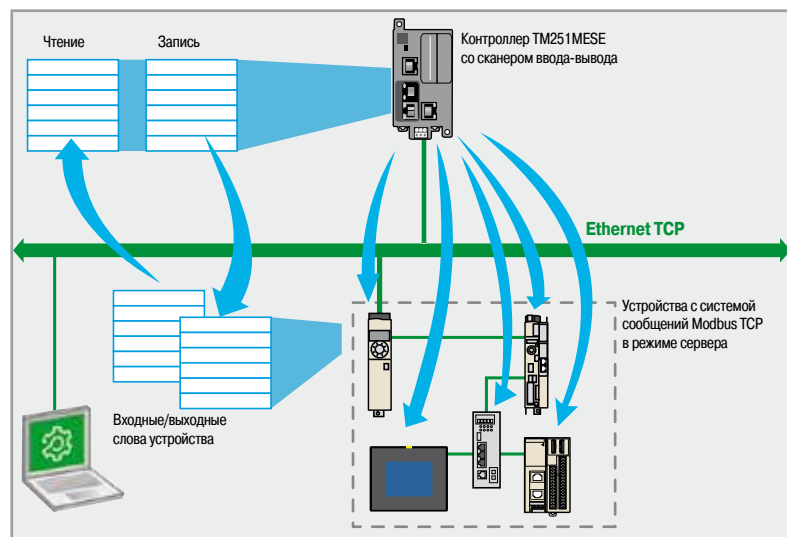 Чтение
Запись
Контроллер TM251MESE
со сканером ввода-вывода
Ethernet TCP
Устройства с системой
сообщений Modbus TCP
в режиме сервера
Входные/выходные
слова устройства